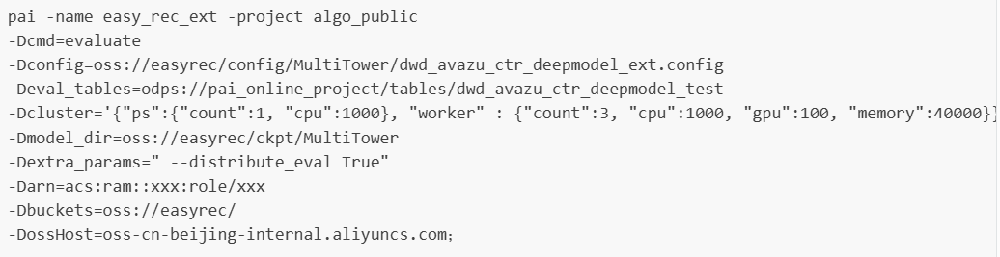 pai -name easy_rec_ext -project algo_public
-Dcmd=evaluate
-Dconfig=oss://easyrec/config/MultiTower/dwd_avazu_ctr_deepmodel_ext.config
-Deval_tables=odps://pai_online_project/tables/dwd_avazu_ctr_deepmodel_test
-Dcluster='{"ps":{"count":1, "cpu":1000}, "worker" : {"count":3, "cpu":1000, "gpu":100, "memory":40000}}
-Dmodel_dir=oss://easyrec/ckpt/MultiTower
-Dextra_params=" --distribute_eval True"
-Darn=acs:ram::xxx:role/xxx
-Dbuckets=oss://easyrec/
-DossHost=oss-cn-beijing-internal.aliyuncs.com;